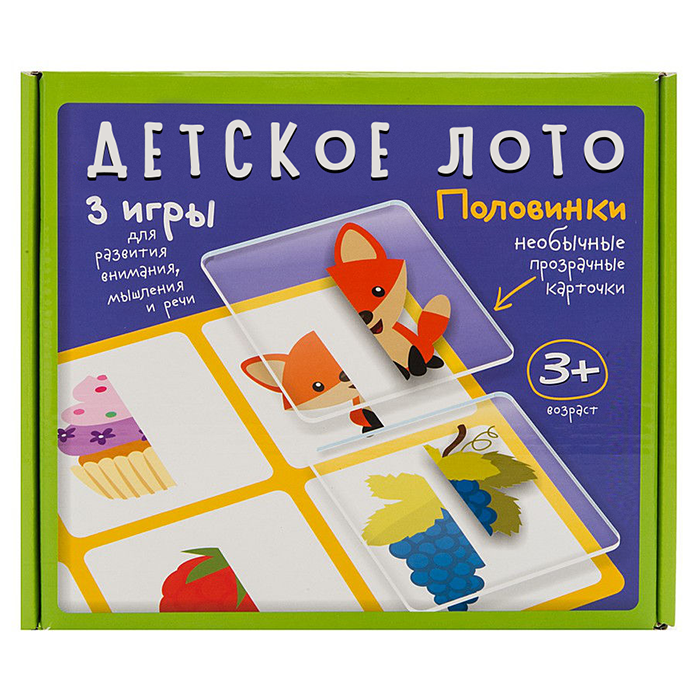 ДЕТСКОЕ ЛОТО
3 игры
для
развития
внимания,
мышления
и речи
Половинки
необычные
прозрачные
карточки
3+
возраст